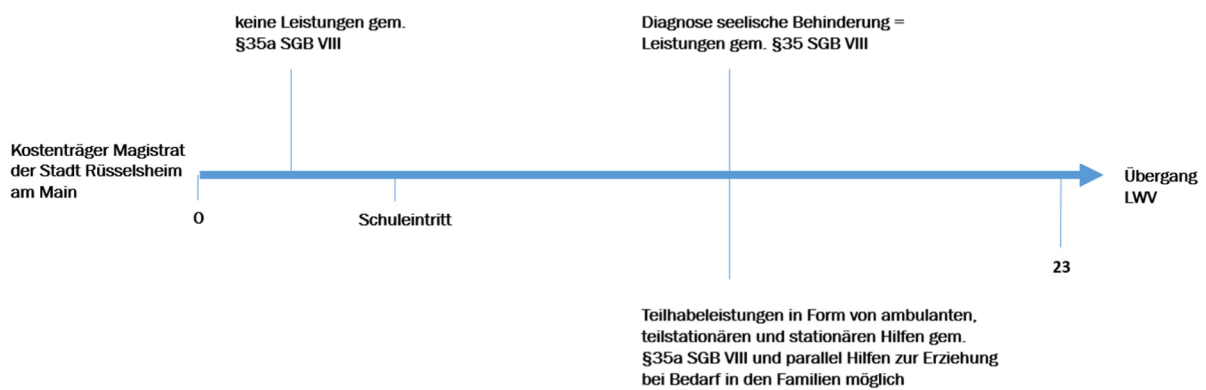 keine Leistungen gem.
§35a SGB VIII
Diagnose seelische Behinderung =
Leistungen gem. §35 SGB VIII
Kostenträger Magistrat
der Stadt Rüsselsheim
am Main
0
Schuleintritt
23
Übergang
LWV
Teilhabeleistungen in Form von ambulanten,
teilstationären und stationären Hilfen gem.
§35a SGB VIII und parallel Hilfen zur Erziehung
bei Bedarf in den Familien möglich